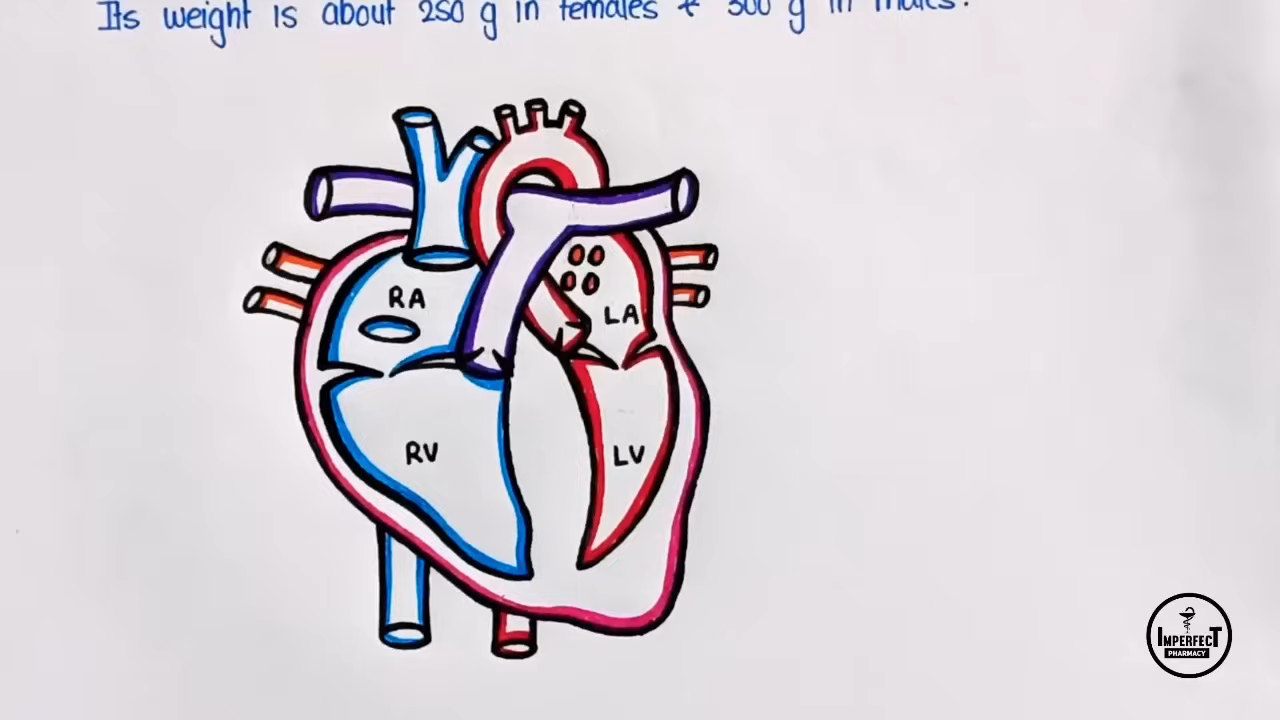 Its weight is about 250 g in females & 300 g in males.
RA
LA
RV
LV
IMPERFECT
PHARMACY